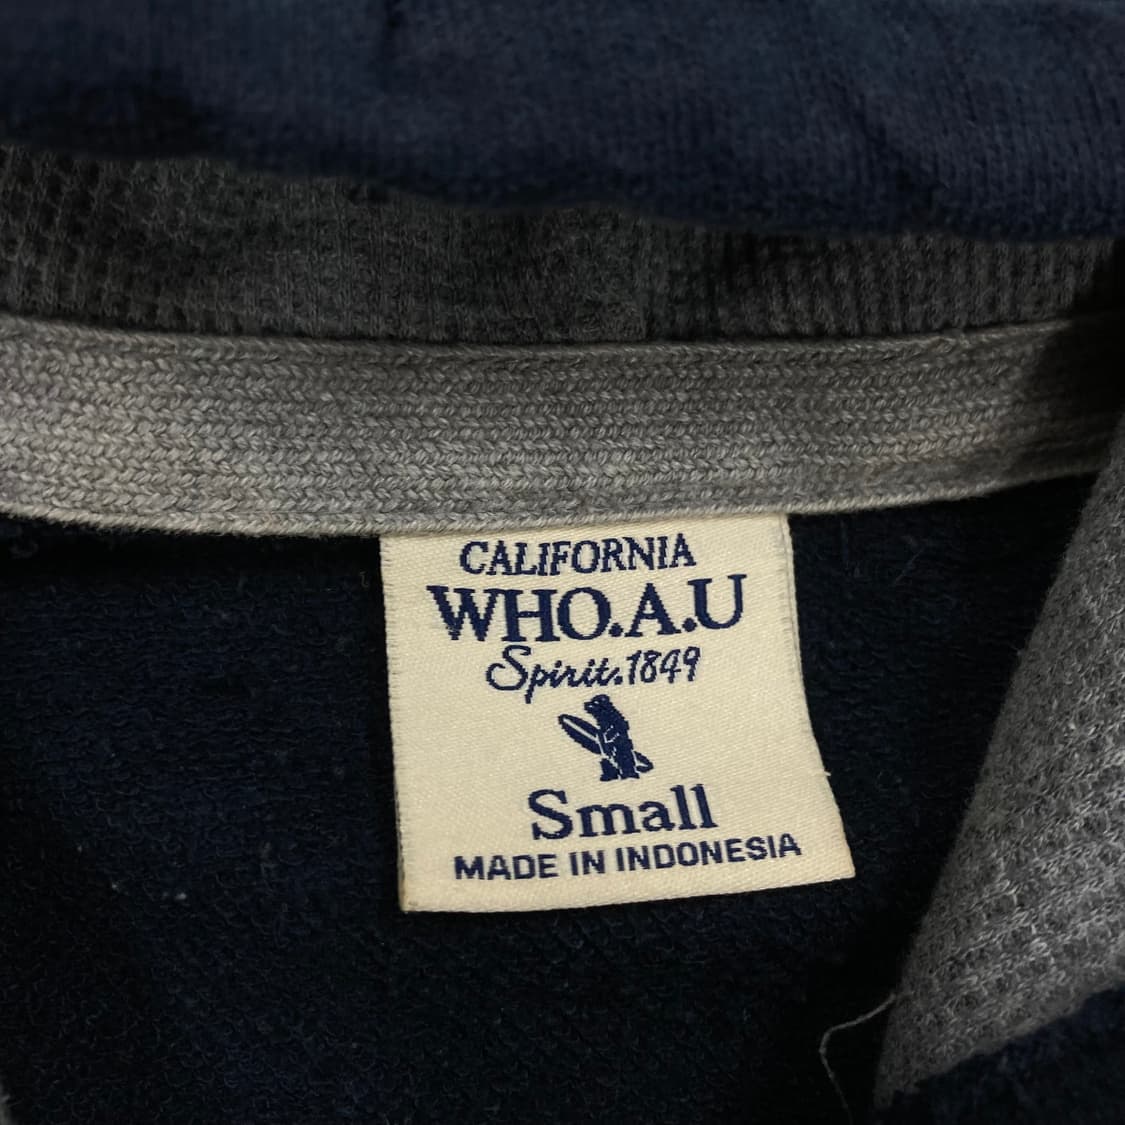 CALIFORNIA
WHO.A.U
Spirit.1849
Small
MADE IN INDONESIA